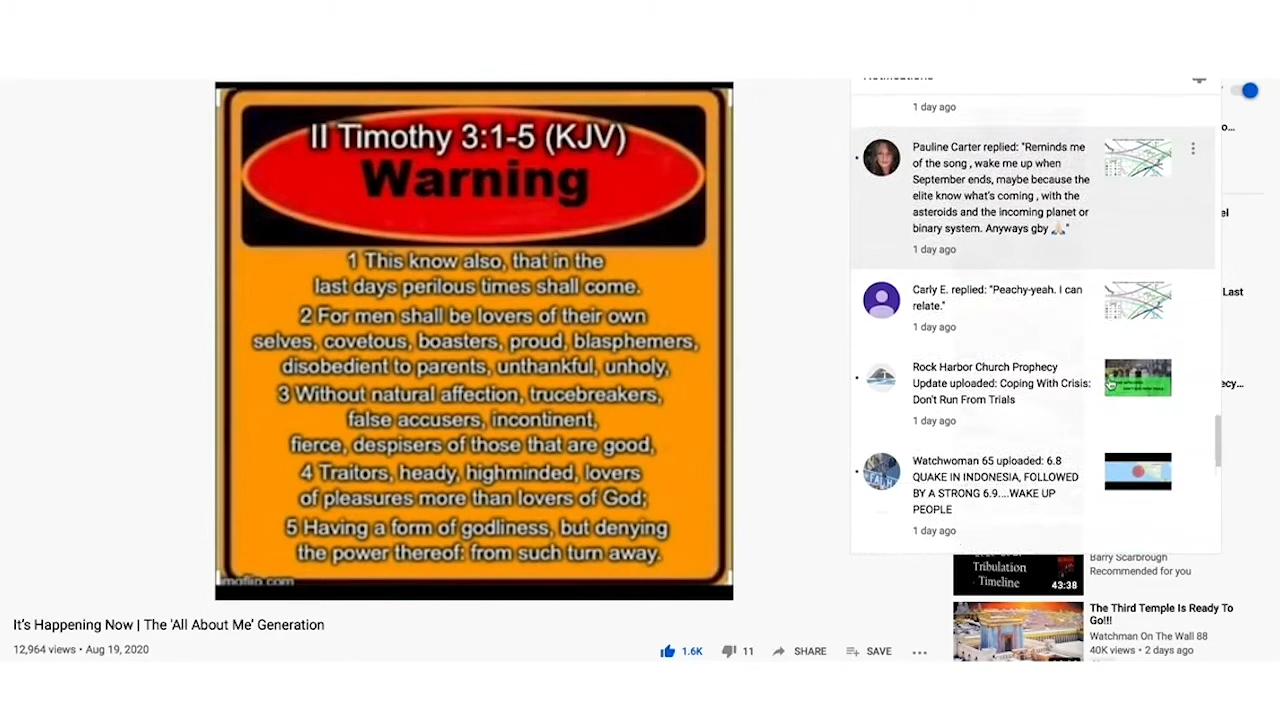 II Timothy 3:1-5 (KJV)
Warning
1 This know also, that in the
last days perilous times shall come.
2 For men shall be lovers of their own
selves, covetous, boasters, proud, blasphemers,
disobedient to parents, unthankful, unholy,
3 Without natural affection, trucebreakers,
false accusers, incontinent,
fierce, despisers of those that are good,
4 Traitors, heady, highminded, lovers
of pleasures more than lovers of God;
5 Having a form of godliness, but denying
the power thereof: from such turn away.
imgflip.com
It's Happening Now | The 'All About Me' Generation
12,964 views • Aug 19, 2020
1.6K
11
SHARE
SAVE
Notifications
1 day ago
Pauline Carter replied: "Reminds me
of the song , wake me up when
September ends, maybe because the
elite know what's coming , with the
asteroids and the incoming planet or
binary system. Anyways gby 🙏🏻"
1 day ago
Carly E. replied: "Peachy-yeah. I can
relate."
1 day ago
Rock Harbor Church Prophecy
Update uploaded: Coping With Crisis:
Don't Run From Trials
1 day ago
Watchwoman 65 uploaded: 6.8
QUAKE IN INDONESIA, FOLLOWED
BY A STRONG 6.9....WAKE UP
PEOPLE
1 day ago
o...
el
Last
ecy...
Tribulation
Timeline
43:38
Barry Scarbrough
Recommended for you
The Third Temple Is Ready To
Go!!!
Watchman On The Wall 88
40K views • 2 days ago